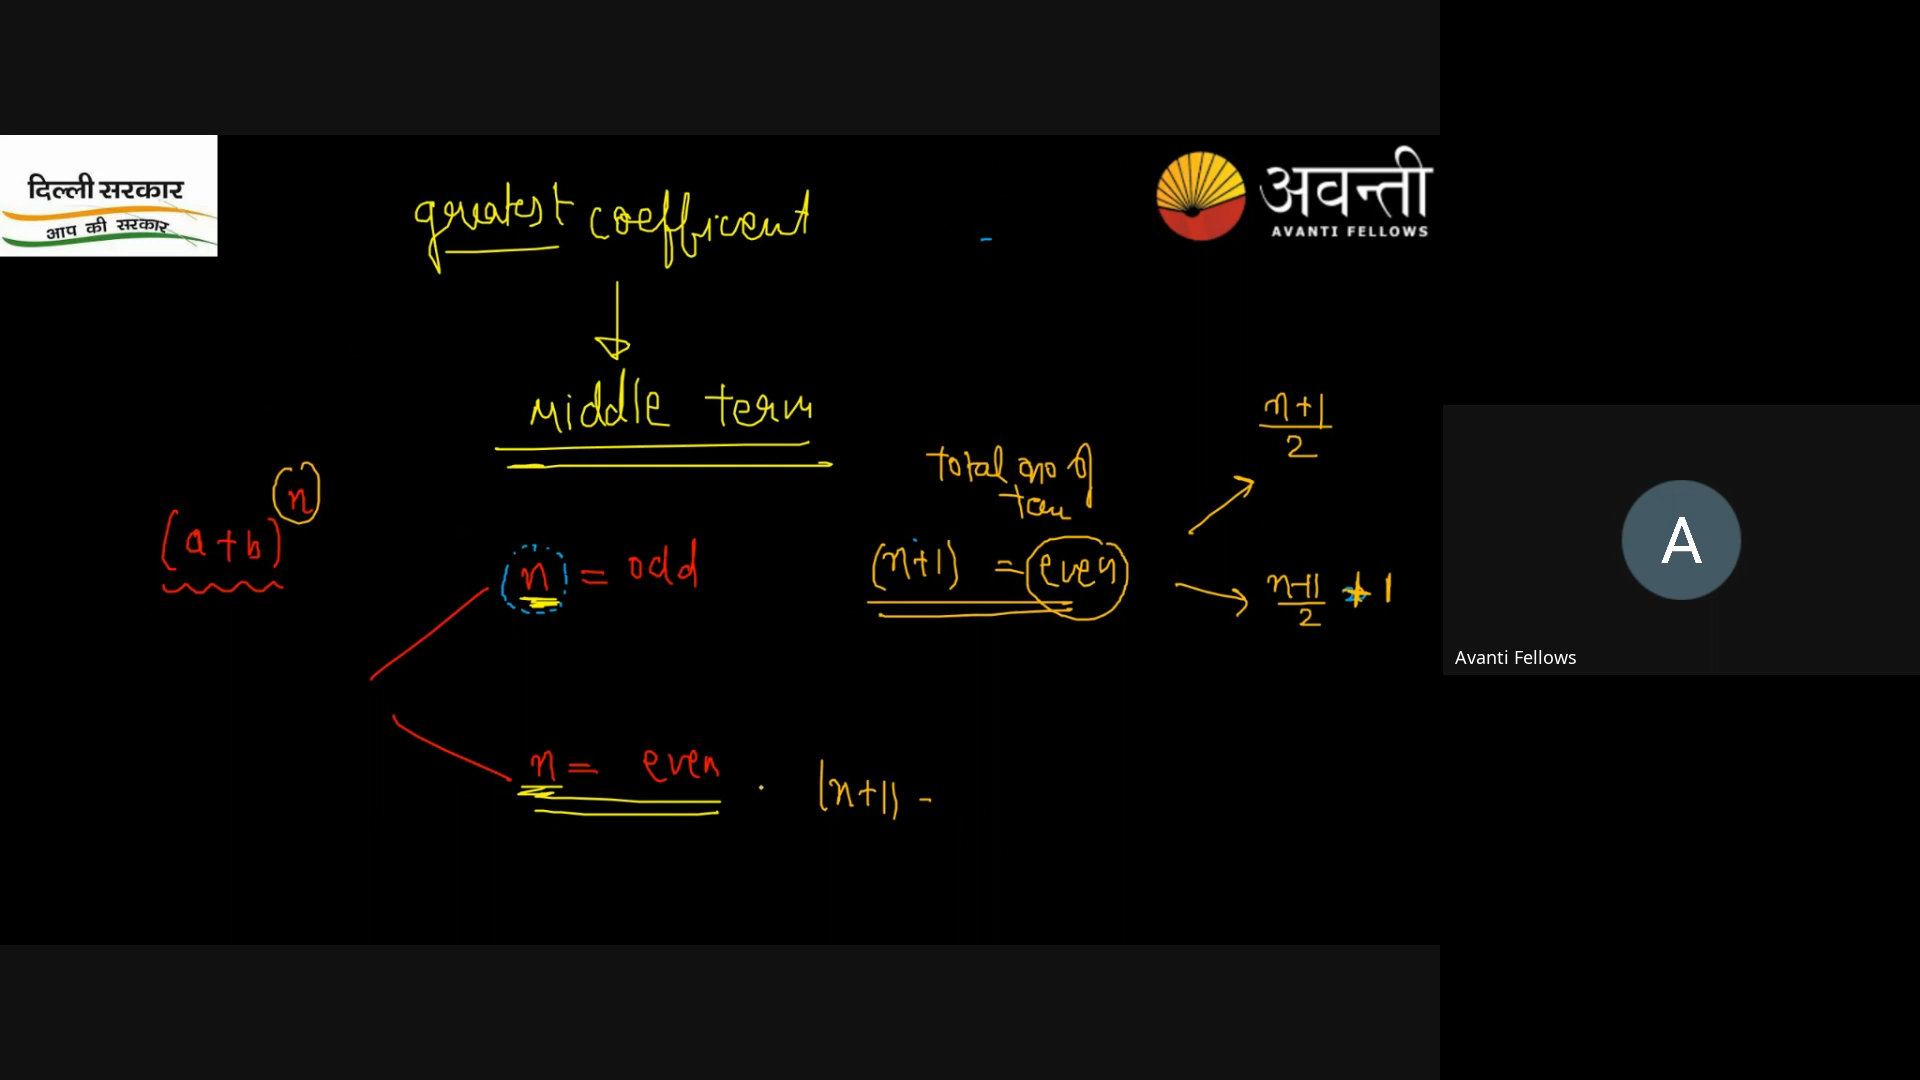 दिल्ली सरकार
आप की सरकार
अवन्ती
AVANTI FELLOWS
greatest coefficient
middle term
n+1
2
total no of
(a+b)^n
n = odd
(n+1) = even
n+1
2
+ 1
n = even
(n+1) -
A
Avanti Fellows